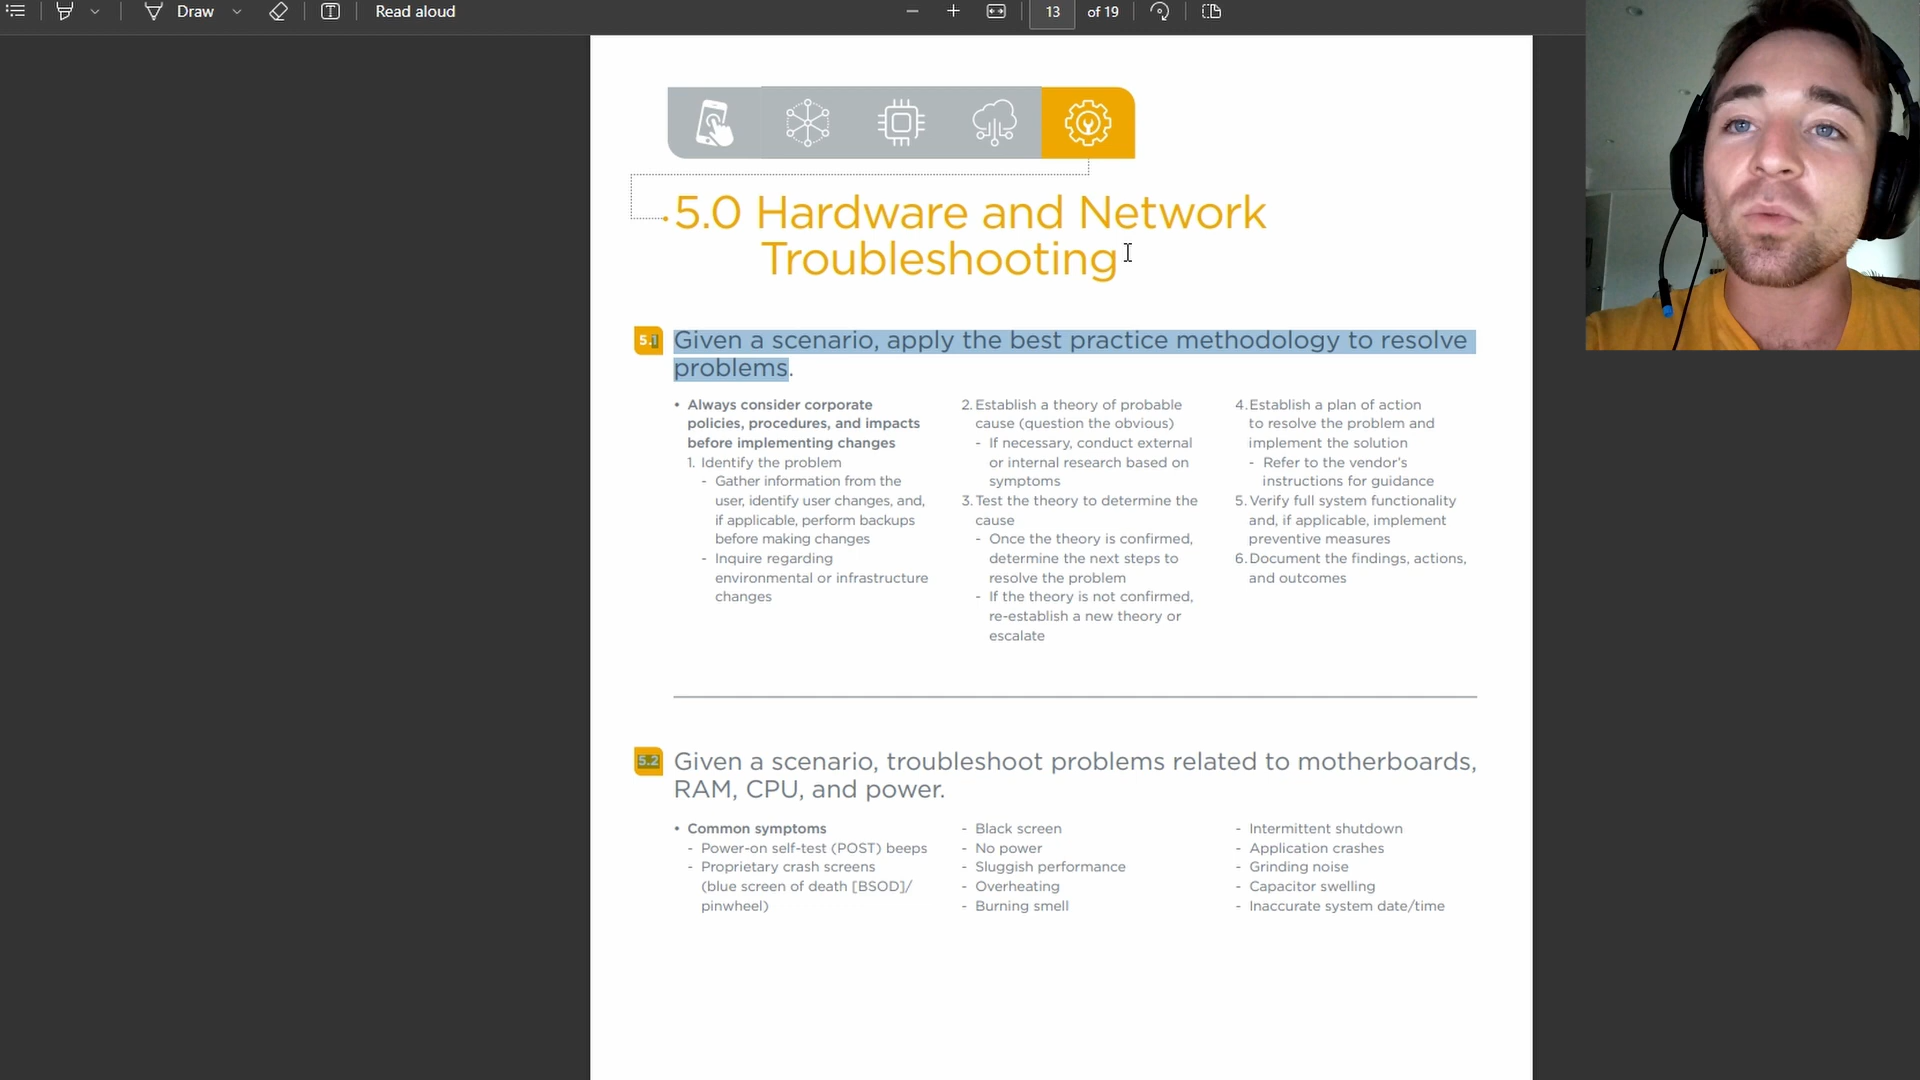 Draw
Read aloud
13
of 19
5.0 Hardware and Network
Troubleshooting
5.1
Given a scenario, apply the best practice methodology to resolve
problems.
• Always consider corporate
policies, procedures, and impacts
before implementing changes
1. Identify the problem
- Gather information from the
user, identify user changes, and,
if applicable, perform backups
before making changes
- Inquire regarding
environmental or infrastructure
changes
2. Establish a theory of probable
cause (question the obvious)
- If necessary, conduct external
or internal research based on
symptoms
3. Test the theory to determine the
cause
- Once the theory is confirmed,
determine the next steps to
resolve the problem
- If the theory is not confirmed,
re-establish a new theory or
escalate
4. Establish a plan of action
to resolve the problem and
implement the solution
- Refer to the vendor's
instructions for guidance
5. Verify full system functionality
and, if applicable, implement
preventive measures
6. Document the findings, actions,
and outcomes
5.2
Given a scenario, troubleshoot problems related to motherboards,
RAM, CPU, and power.
• Common symptoms
- Power-on self-test (POST) beeps
- Proprietary crash screens
(blue screen of death [BSOD]/
pinwheel)
- Black screen
- No power
- Sluggish performance
- Overheating
- Burning smell
- Intermittent shutdown
- Application crashes
- Grinding noise
- Capacitor swelling
- Inaccurate system date/time